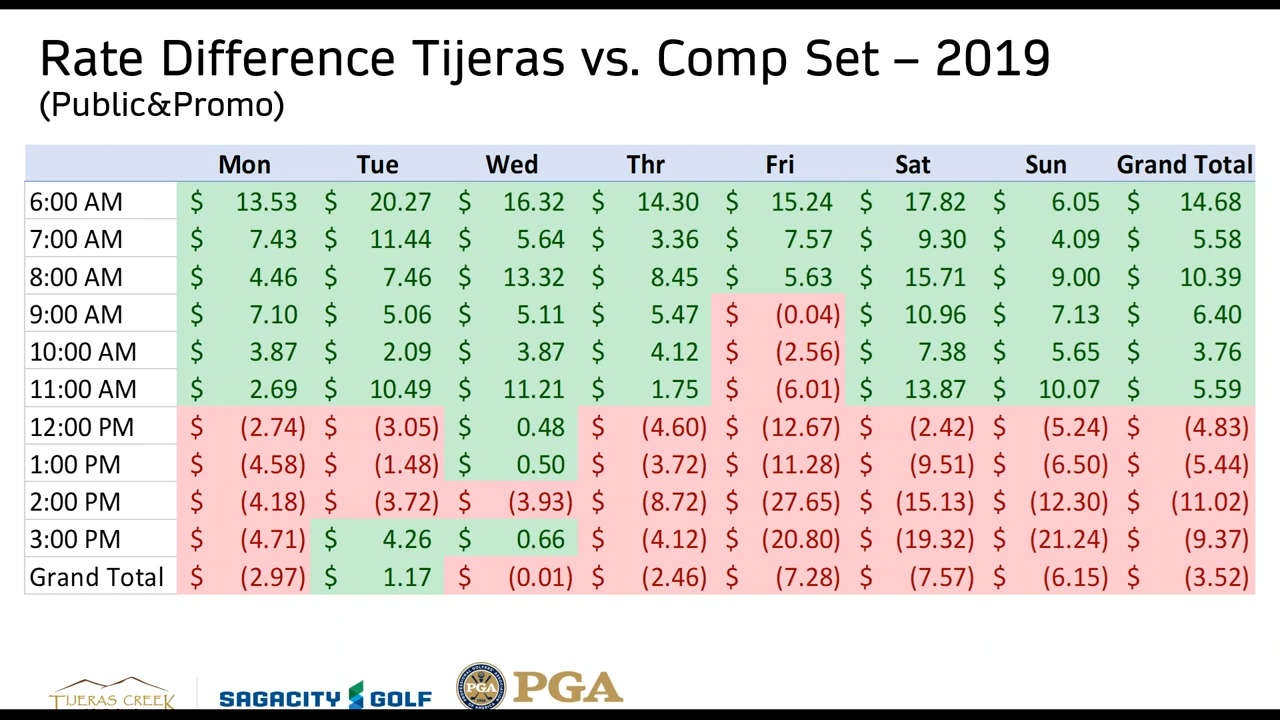 Rate Difference Tijeras vs. Comp Set – 2019
(Public&Promo)
Mon Tue Wed Thr Fri Sat Sun Grand Total
6:00 AM $ 13.53 $ 20.27 $ 16.32 $ 14.30 $ 15.24 $ 17.82 $ 6.05 $ 14.68
7:00 AM $ 7.43 $ 11.44 $ 5.64 $ 3.36 $ 7.57 $ 9.30 $ 4.09 $ 5.58
8:00 AM $ 4.46 $ 7.46 $ 13.32 $ 8.45 $ 5.63 $ 15.71 $ 9.00 $ 10.39
9:00 AM $ 7.10 $ 5.06 $ 5.11 $ 5.47 $ (0.04) $ 10.96 $ 7.13 $ 6.40
10:00 AM $ 3.87 $ 2.09 $ 3.87 $ 4.12 $ (2.56) $ 7.38 $ 5.65 $ 3.76
11:00 AM $ 2.69 $ 10.49 $ 11.21 $ 1.75 $ (6.01) $ 13.87 $ 10.07 $ 5.59
12:00 PM $ (2.74) $ (3.05) $ 0.48 $ (4.60) $ (12.67) $ (2.42) $ (5.24) $ (4.83)
1:00 PM $ (4.58) $ (1.48) $ 0.50 $ (3.72) $ (11.28) $ (9.51) $ (6.50) $ (5.44)
2:00 PM $ (4.18) $ (3.72) $ (3.93) $ (8.72) $ (27.65) $ (15.13) $ (12.30) $ (11.02)
3:00 PM $ (4.71) $ 4.26 $ 0.66 $ (4.12) $ (20.80) $ (19.32) $ (21.24) $ (9.37)
Grand Total $ (2.97) $ 1.17 $ (0.01) $ (2.46) $ (7.28) $ (7.57) $ (6.15) $ (3.52)
TIJERAS CREEK
SAGACITY GOLF
PGA
PGA